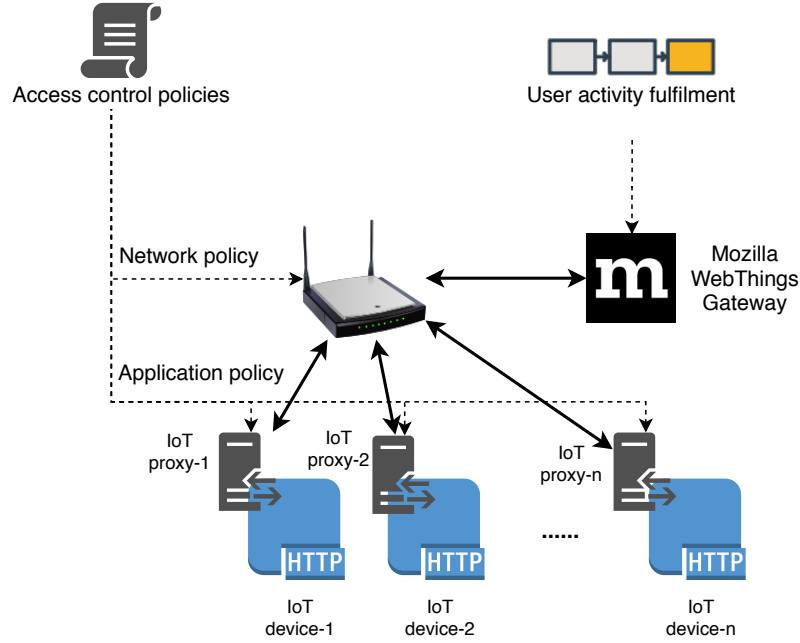 Access control policies
User activity fulfilment
Network policy
m
Mozilla
WebThings
Gateway
Application policy
IoT
proxy-1
IoT
proxy-2
IoT
proxy-n
......
HTTP
HTTP
HTTP
IoT
device-1
IoT
device-2
IoT
device-n